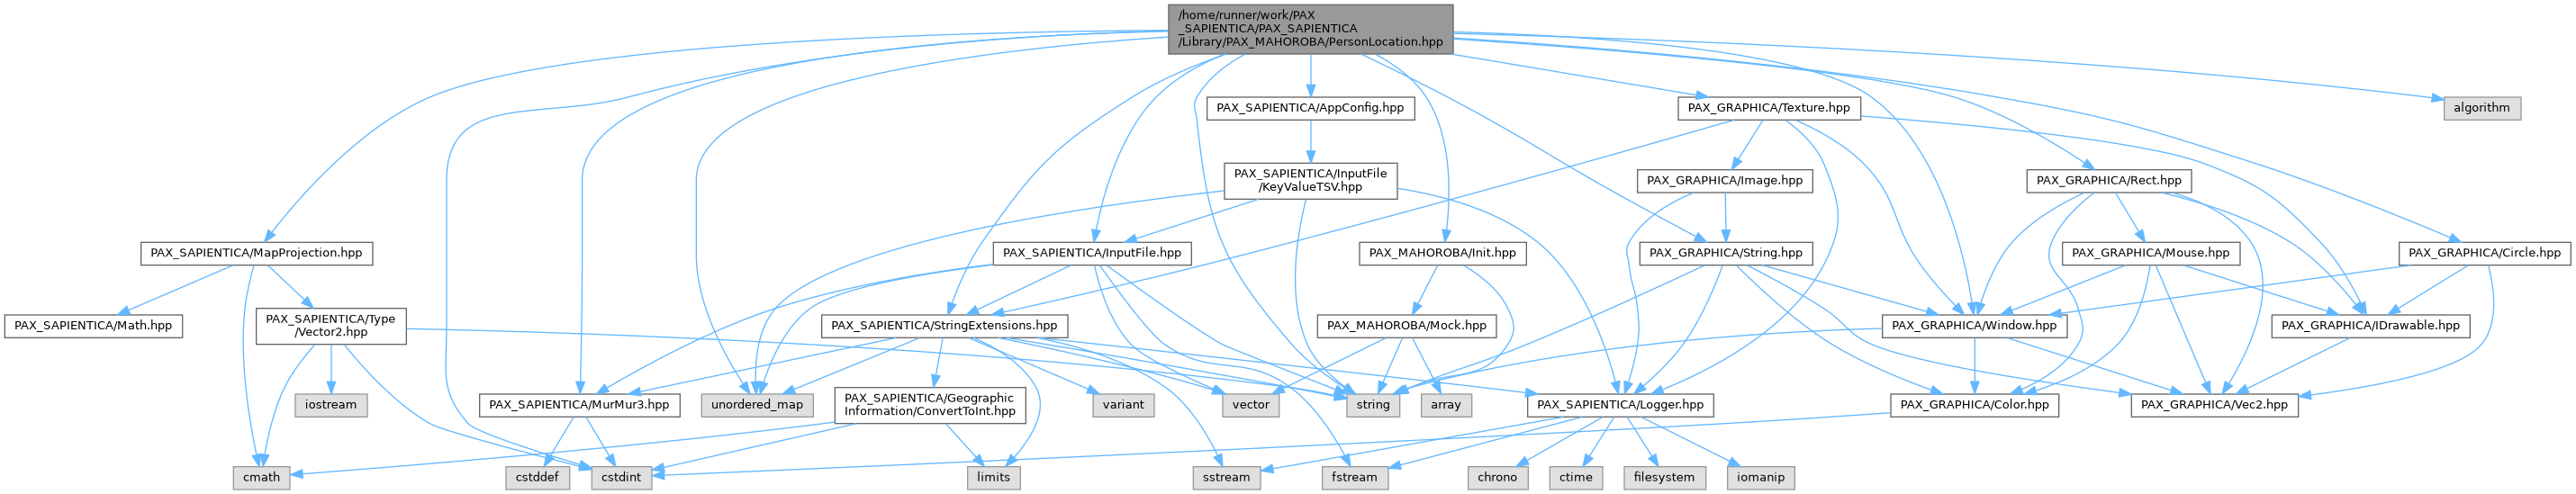 /home/runner/work/PAX
_SAPIENTICA/PAX_SAPIENTICA
/Library/PAX_MAHOROBA/PersonLocation.hpp
PAX_SAPIENTICA/AppConfig.hpp
PAX_GRAPHICA/Texture.hpp
algorithm
PAX_SAPIENTICA/InputFile
/KeyValueTSV.hpp
PAX_GRAPHICA/Image.hpp
PAX_GRAPHICA/Rect.hpp
PAX_SAPIENTICA/MapProjection.hpp
PAX_SAPIENTICA/InputFile.hpp
PAX_MAHOROBA/Init.hpp
PAX_GRAPHICA/String.hpp
PAX_GRAPHICA/Mouse.hpp
PAX_GRAPHICA/Circle.hpp
PAX_SAPIENTICA/Math.hpp
PAX_SAPIENTICA/Type
/Vector2.hpp
PAX_SAPIENTICA/StringExtensions.hpp
PAX_MAHOROBA/Mock.hpp
PAX_GRAPHICA/Window.hpp
PAX_GRAPHICA/IDrawable.hpp
iostream
PAX_SAPIENTICA/MurMur3.hpp
unordered_map
PAX_SAPIENTICA/Geographic
Information/ConvertToInt.hpp
variant
vector
string
array
PAX_SAPIENTICA/Logger.hpp
PAX_GRAPHICA/Color.hpp
PAX_GRAPHICA/Vec2.hpp
cmath
cstddef
cstdint
limits
sstream
fstream
chrono
ctime
filesystem
iomanip